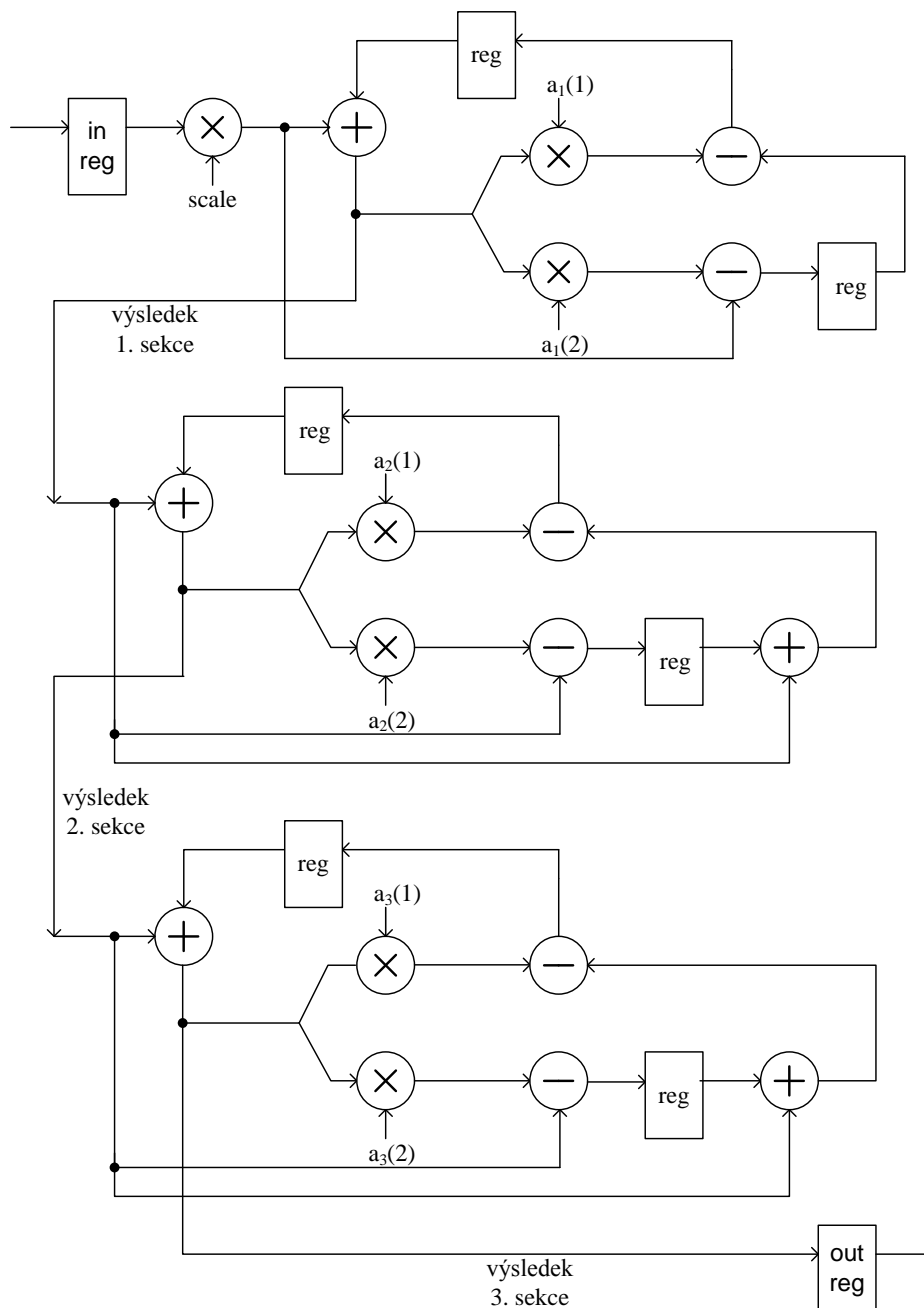 reg
a₁(1)
in
reg
scale
reg
výsledek
1. sekce
a₁(2)
reg
a₂(1)
reg
a₂(2)
výsledek
2. sekce
reg
a₃(1)
reg
a₃(2)
out
reg
výsledek
3. sekce